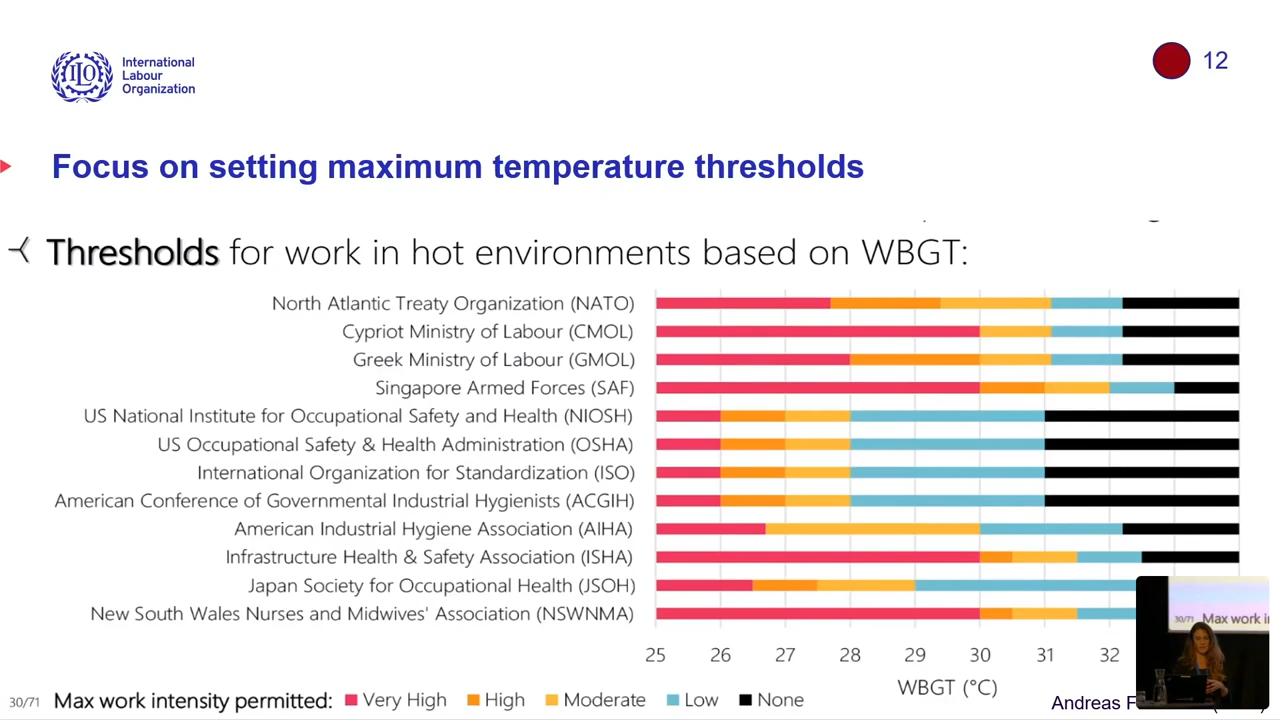 International
Labour
Organization
12
Focus on setting maximum temperature thresholds
Thresholds for work in hot environments based on WBGT:
North Atlantic Treaty Organization (NATO)
Cypriot Ministry of Labour (CMOL)
Greek Ministry of Labour (GMOL)
Singapore Armed Forces (SAF)
US National Institute for Occupational Safety and Health (NIOSH)
US Occupational Safety & Health Administration (OSHA)
International Organization for Standardization (ISO)
American Conference of Governmental Industrial Hygienists (ACGIH)
American Industrial Hygiene Association (AIHA)
Infrastructure Health & Safety Association (ISHA)
Japan Society for Occupational Health (JSOH)
New South Wales Nurses and Midwives' Association (NSWNMA)
25 26 27 28 29 30 31 32
WBGT (°C)
30/71 Max work intensity permitted: Very High High Moderate Low None
Andreas
30/71 Max work i